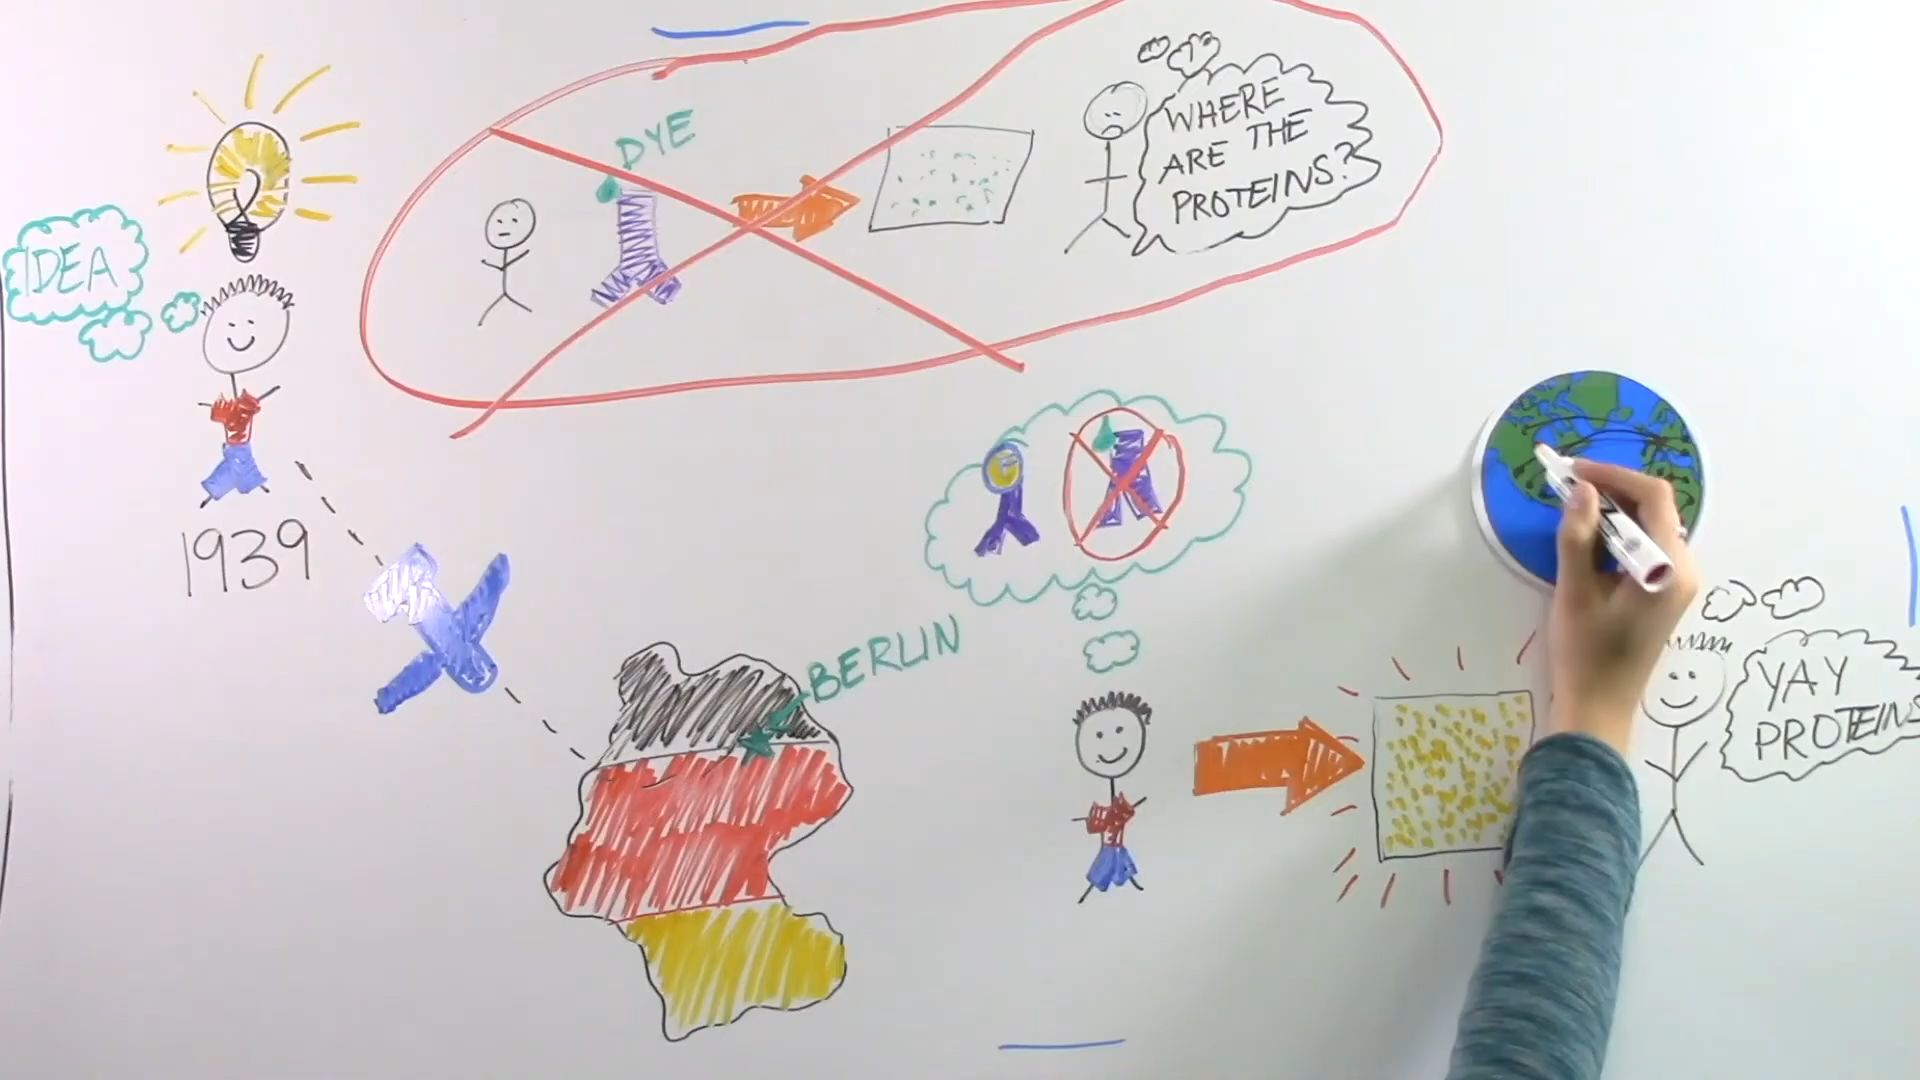 IDEA
1939
DYE
WHERE
ARE THE
PROTEINS?
BERLIN
YAY
PROTEINS